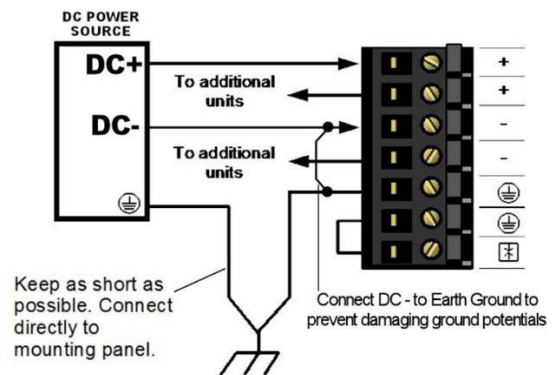 DC POWER
SOURCE
DC+
To additional
units
DC-
To additional
units
+
+
-
-
Keep as short as
possible. Connect
directly to
mounting panel.
Connect DC - to Earth Ground to
prevent damaging ground potentials